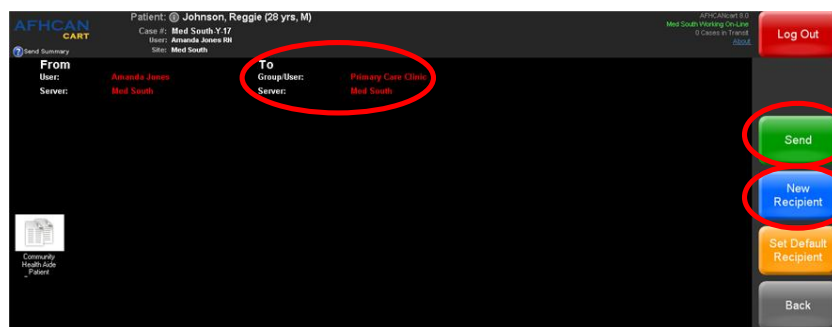 AFHCAN
CART
Patient: Johnson, Reggie (28 yrs, M)
Case #: Med South-Y-17
User: Amanda Jones RN
Site: Med South
AFHCANcart 8.0
Med South Working On-Line
0 Cases in Transit
About
Log Out
? Send Summary
From
User: Amanda Jones
Server: Med South
To
Group/User: Primary Care Clinic
Server: Med South
Send
New
Recipient
Set Default
Recipient
Back
Community
Health Aide
Patient